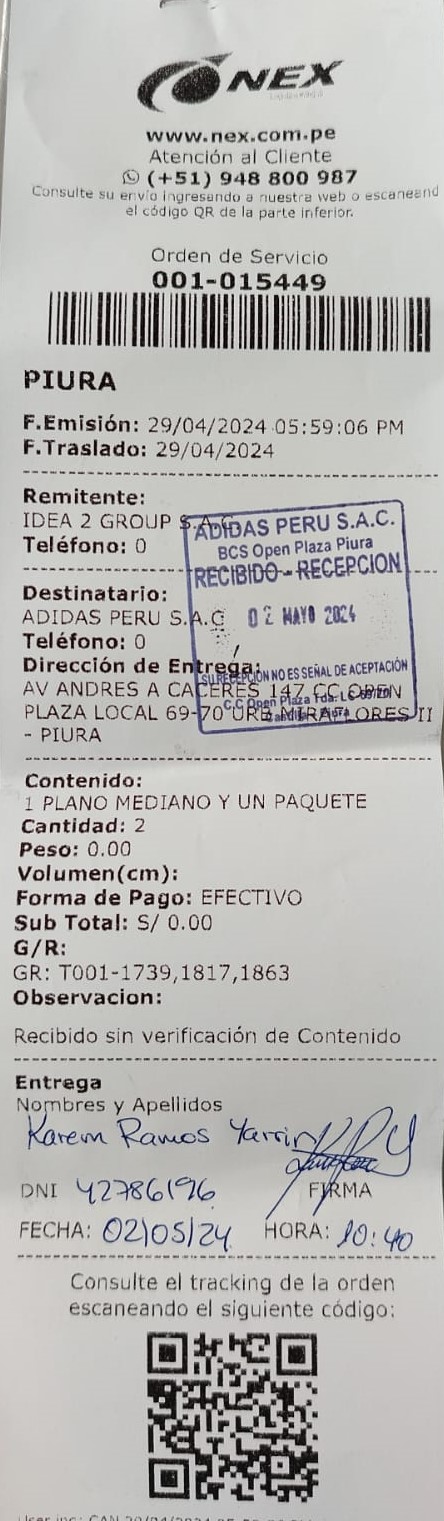 NEX
www.nex.com.pe
Atención al Cliente
(+51) 948 800 987
Consulte su envío ingresando a nuestra web o escaneand
el código QR de la parte inferior.
Orden de Servicio
001-015449
PIURA
F.Emisión: 29/04/2024 05:59:06 PM
F.Traslado: 29/04/2024
Remitente:
IDEA 2 GROUP S.A.C
Teléfono: 0
ADIDAS PERU S.A.C.
BCS Open Plaza Piura
RECIBIDO - RECEPCION
02 MAYO 2024
SU RECEPCION NO ES SEÑAL DE ACEPTACIÓN
C.C Open Plaza Tda. LC 69/70
Destinatario:
ADIDAS PERU S.A.C
Teléfono: 0
Dirección de Entrega:
AV ANDRES A CACERES 147 CC OPEN
PLAZA LOCAL 69-70 URB MIRAFLORES II
- PIURA
Contenido:
1 PLANO MEDIANO Y UN PAQUETE
Cantidad: 2
Peso: 0.00
Volumen(cm):
Forma de Pago: EFECTIVO
Sub Total: S/ 0.00
G/R:
GR: T001-1739,1817,1863
Observacion:
Recibido sin verificación de Contenido
Entrega
Nombres y Apellidos
Karem Ramos
DNI 42786196
FIRMA
FECHA: 02/05/24 HORA: 10:40
Consulte el tracking de la orden
escaneando el siguiente código: